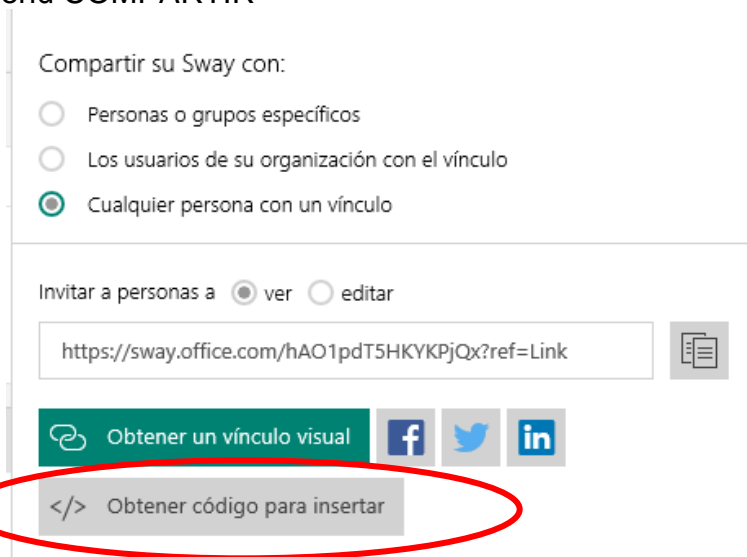 Compartir su Sway con:
Personas o grupos específicos
Los usuarios de su organización con el vínculo
Cualquier persona con un vínculo
Invitar a personas a ver editar
https://sway.office.com/hAO1pdT5HKYKPjQx?ref=Link
Obtener un vínculo visual f in
</> Obtener código para insertar